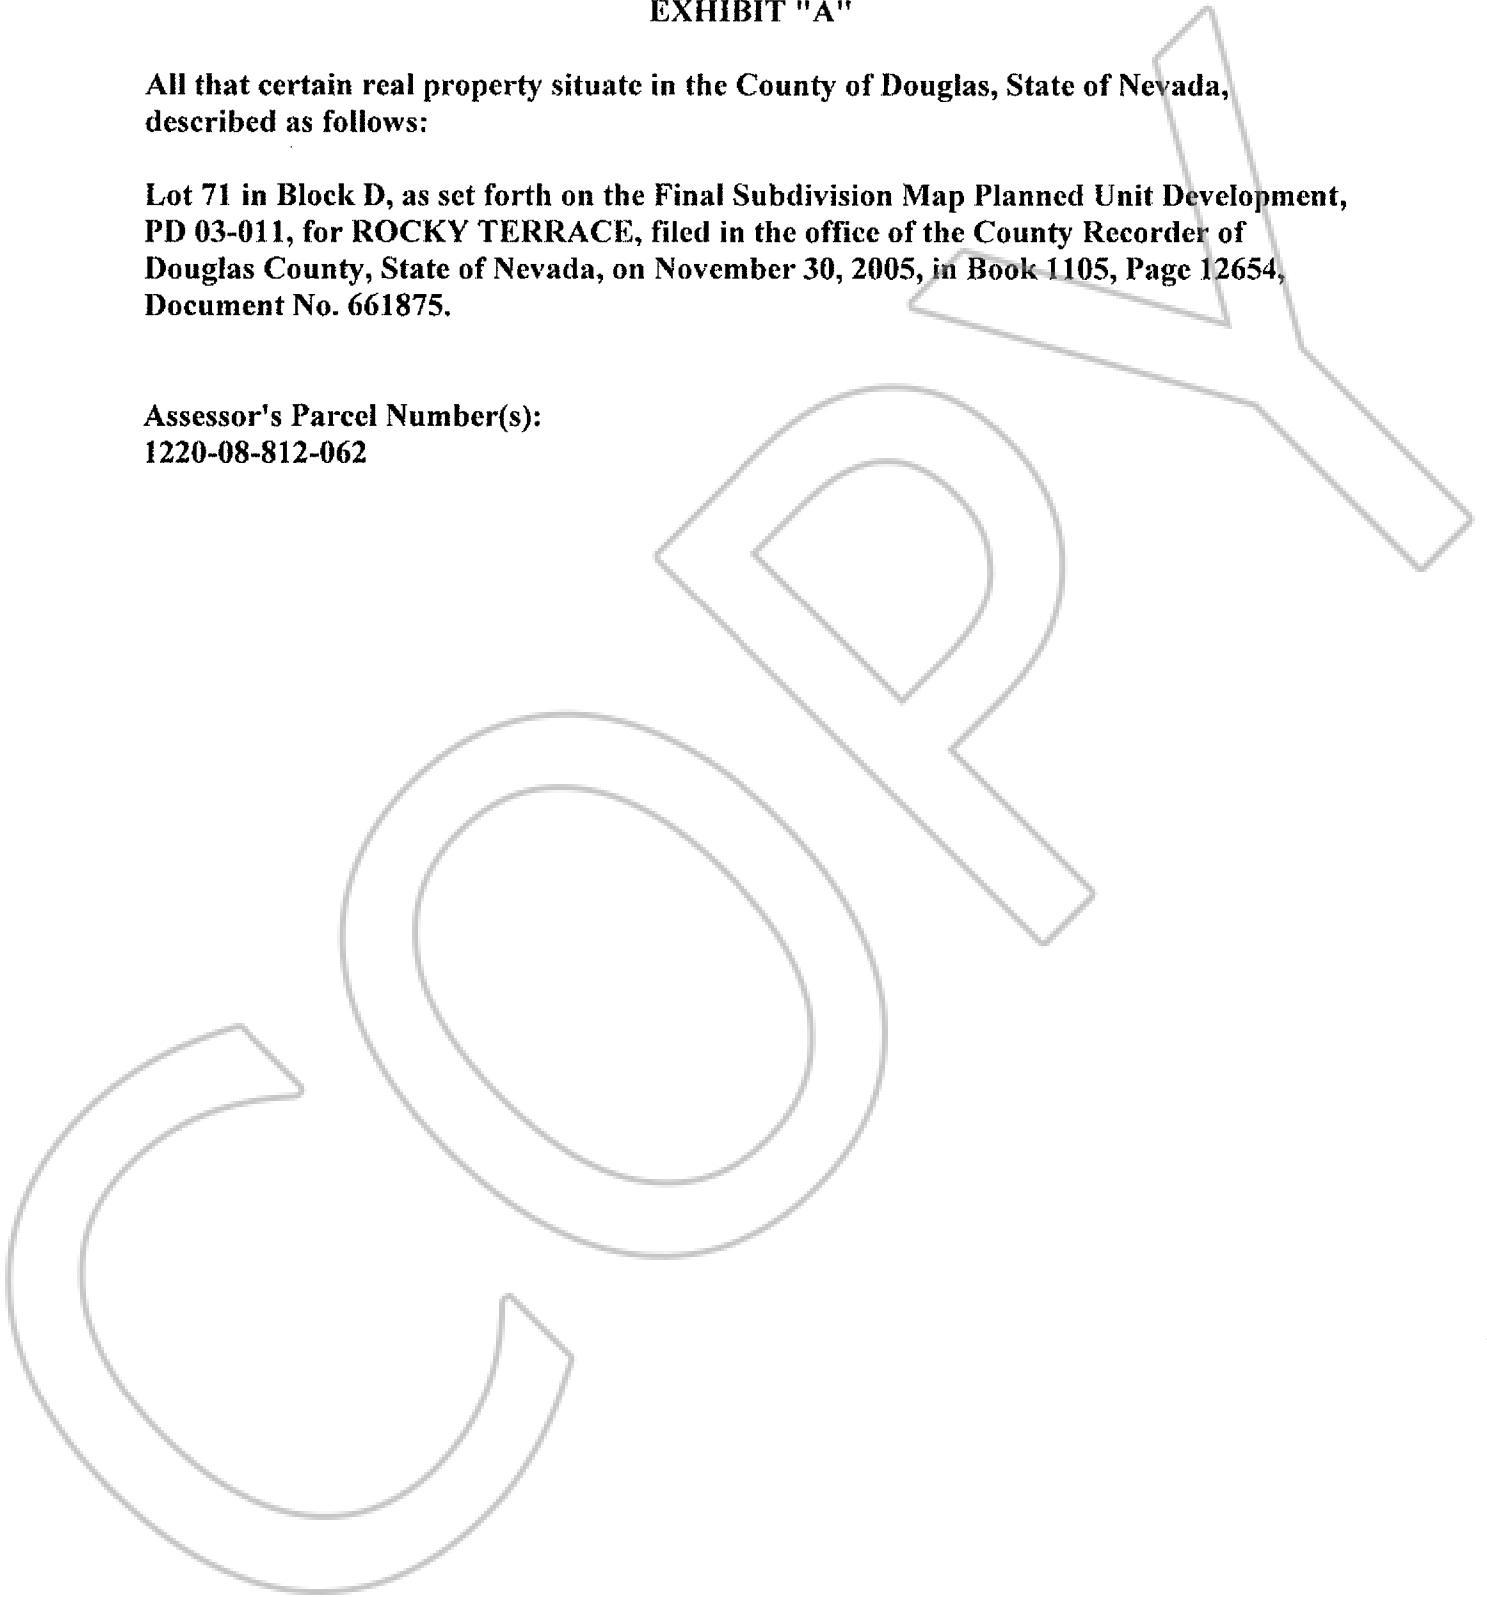 EXHIBIT "A"
All that certain real property situate in the County of Douglas, State of Nevada,
described as follows:
Lot 71 in Block D, as set forth on the Final Subdivision Map Planned Unit Development,
PD 03-011, for ROCKY TERRACE, filed in the office of the County Recorder of
Douglas County, State of Nevada, on November 30, 2005, in Book 1105, Page 12654,
Document No. 661875.
Assessor's Parcel Number(s):
1220-08-812-062
COPY